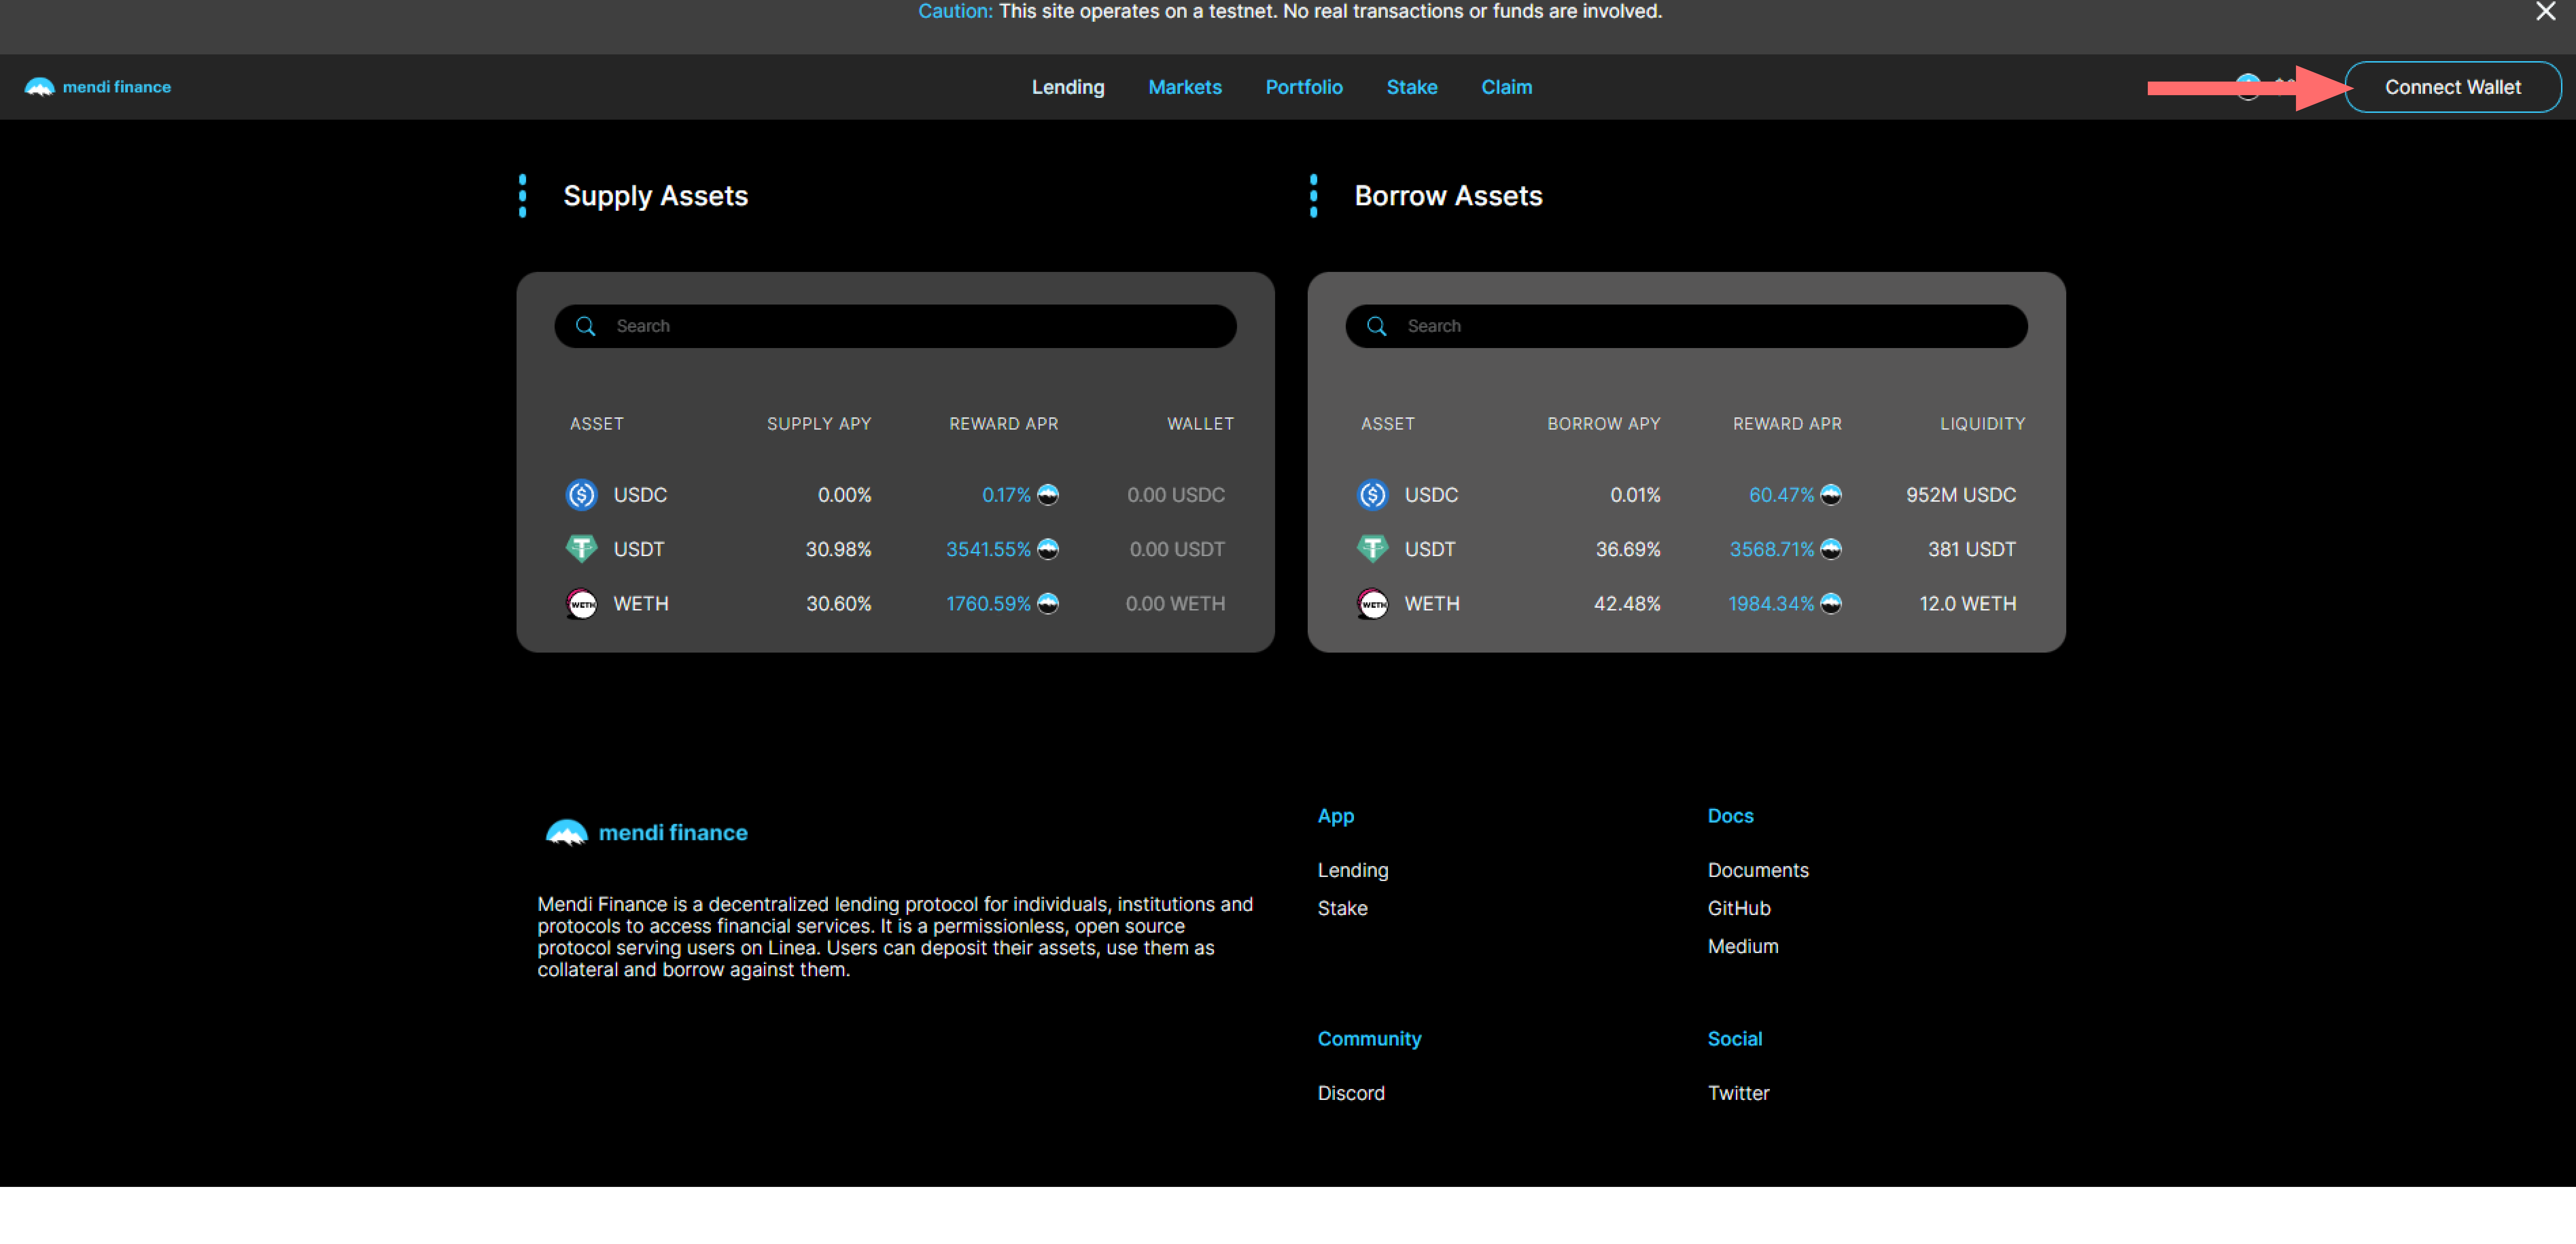 Caution: This site operates on a testnet. No real transactions or funds are involved.
mendi finance
Lending Markets Portfolio Stake Claim
Connect Wallet
Supply Assets
Search
ASSET SUPPLY APY REWARD APR WALLET
USDC 0.00% 0.17% 0.00 USDC
USDT 30.98% 3541.55% 0.00 USDT
WETH WETH 30.60% 1760.59% 0.00 WETH
Borrow Assets
Search
ASSET BORROW APY REWARD APR LIQUIDITY
USDC 0.01% 60.47% 952M USDC
USDT 36.69% 3568.71% 381 USDT
WETH WETH 42.48% 1984.34% 12.0 WETH
mendi finance
Mendi Finance is a decentralized lending protocol for individuals, institutions and
protocols to access financial services. It is a permissionless, open source
protocol serving users on Linea. Users can deposit their assets, use them as
collateral and borrow against them.
App
Lending
Stake
Docs
Documents
GitHub
Medium
Community
Discord
Social
Twitter